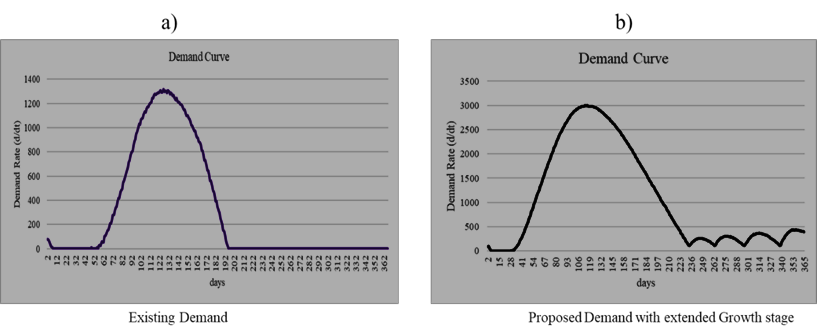 a)
Demand Curve
Demand Rate (d/dt)
1400
1200
1000
800
600
400
200
0
2 12 22 32 42 52 62 72 82 92 102 112 122 132 142 152 162 172 182 192 202 212 222 232 242 252 262 272 282 292 302 312 322 332 342 352 362
days
Existing Demand
b)
Demand Curve
Demand Rate (d/dt)
3500
3000
2500
2000
1500
1000
500
0
2 15 28 41 54 67 80 93 106 119 132 145 158 171 184 197 210 223 236 249 262 275 288 301 314 327 340 353 365
days
Proposed Demand with extended Growth stage